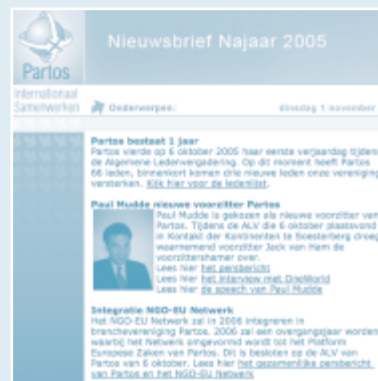 Nieuwsbrief Najaar 2005
Partos
Internationaal
Samenwerken
Onderwerpen:
dinsdag 1 november
Partos bestaat 1 jaar
Partos vierde op 6 oktober 2005 haar eerste verjaardag tijdens
de Algemene Ledenvergadering. Op dit moment heeft Partos
66 leden, binnenkort komen drie nieuwe leden onze vereniging
versterken. Klik hier voor de ledenlijst.
Paul Mudde nieuwe voorzitter Partos
Paul Mudde is gekozen als nieuwe voorzitter van
Partos. Tijdens de ALV die 6 oktober plaatsvond
in Kontakt der Kontinenten te Soesterberg droeg
waarnemend voorzitter Jack van Ham de
voorzittershamer over.
Lees hier het persbericht
Lees hier het interview met OneWorld
Lees hier de speech van Paul Mudde
Integratie NGO-EU Netwerk
Het NGO-EU Netwerk zal in 2006 integreren in
branchevereniging Partos. 2006 zal een overgangsjaar worden
waarbij het Netwerk omgevormd wordt tot het Platform
Europese Zaken van Partos. Dit is besloten op de ALV van
Partos van 6 oktober. Lees hier het gezamenlijke persbericht
van Partos en het NGO-EU Netwerk